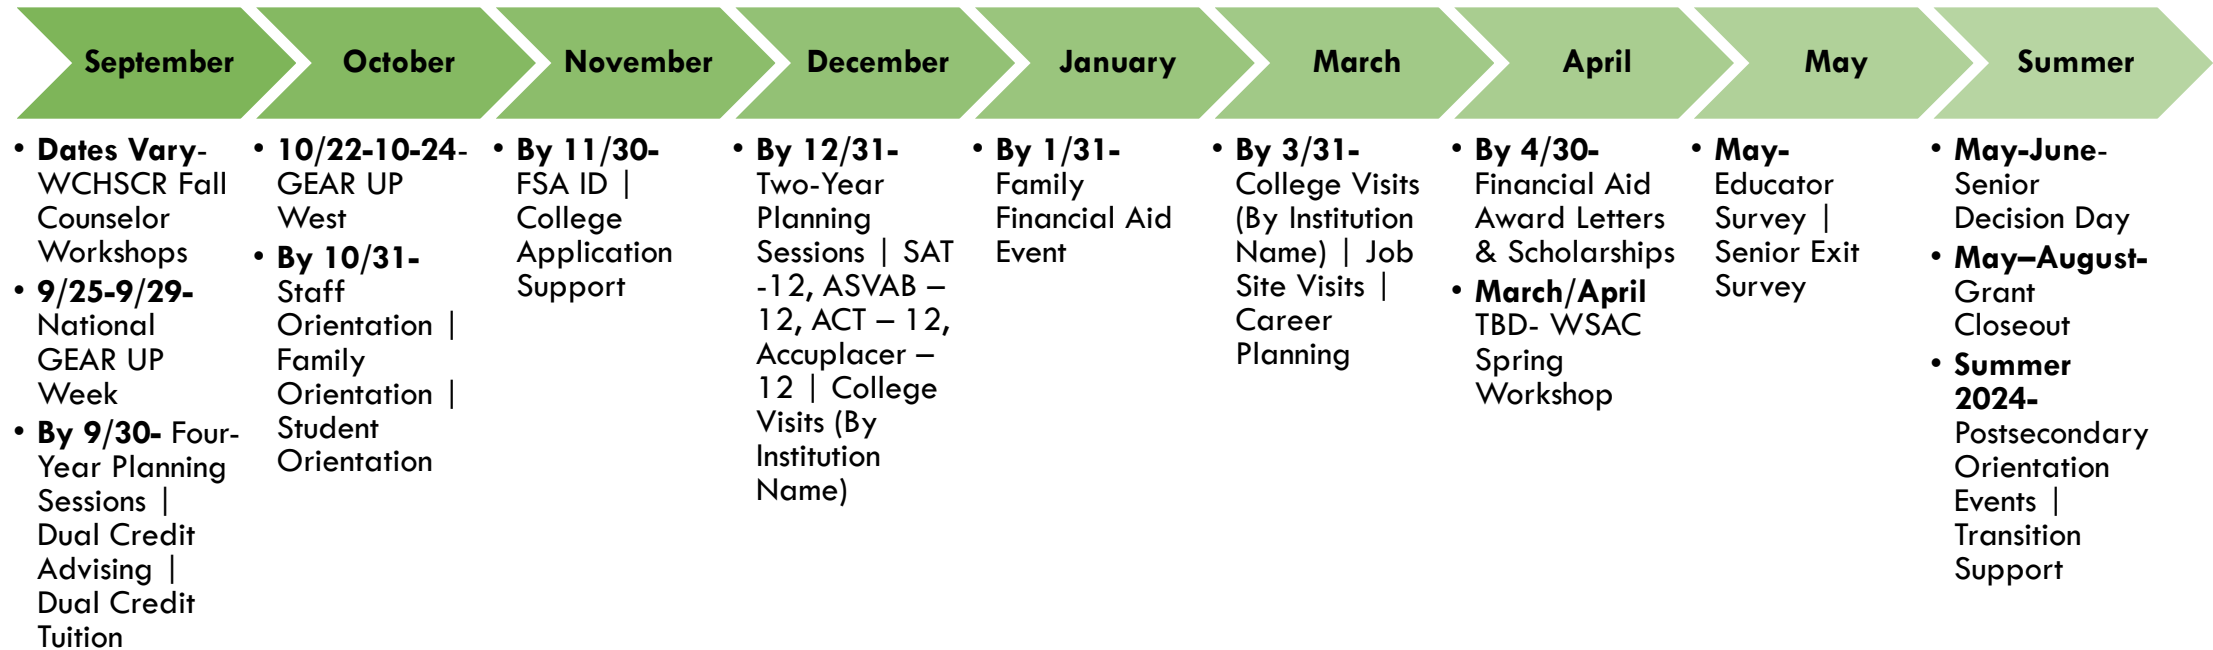 September
October
November
December
January
March
April
May
Summer
• Dates Vary-
WCHSCR Fall
Counselor
Workshops
• 9/25-9/29-
National
GEAR UP
Week
• By 9/30- Four-
Year Planning
Sessions |
Dual Credit
Advising |
Dual Credit
Tuition
• 10/22-10-24-
GEAR UP
West
• By 10/31-
Staff
Orientation |
Family
Orientation |
Student
Orientation
• By 11/30-
FSA ID |
College
Application
Support
• By 12/31-
Two-Year
Planning
Sessions | SAT
-12, ASVAB –
12, ACT – 12,
Accuplacer –
12 | College
Visits (By
Institution
Name)
• By 1/31-
Family
Financial Aid
Event
• By 3/31-
College Visits
(By Institution
Name) | Job
Site Visits |
Career
Planning
• By 4/30-
Financial Aid
Award Letters
& Scholarships
• March/April
TBD- WSAC
Spring
Workshop
• May-
Educator
Survey |
Senior Exit
Survey
• May-June-
Senior
Decision Day
• May–August-
Grant
Closeout
• Summer
2024-
Postsecondary
Orientation
Events |
Transition
Support